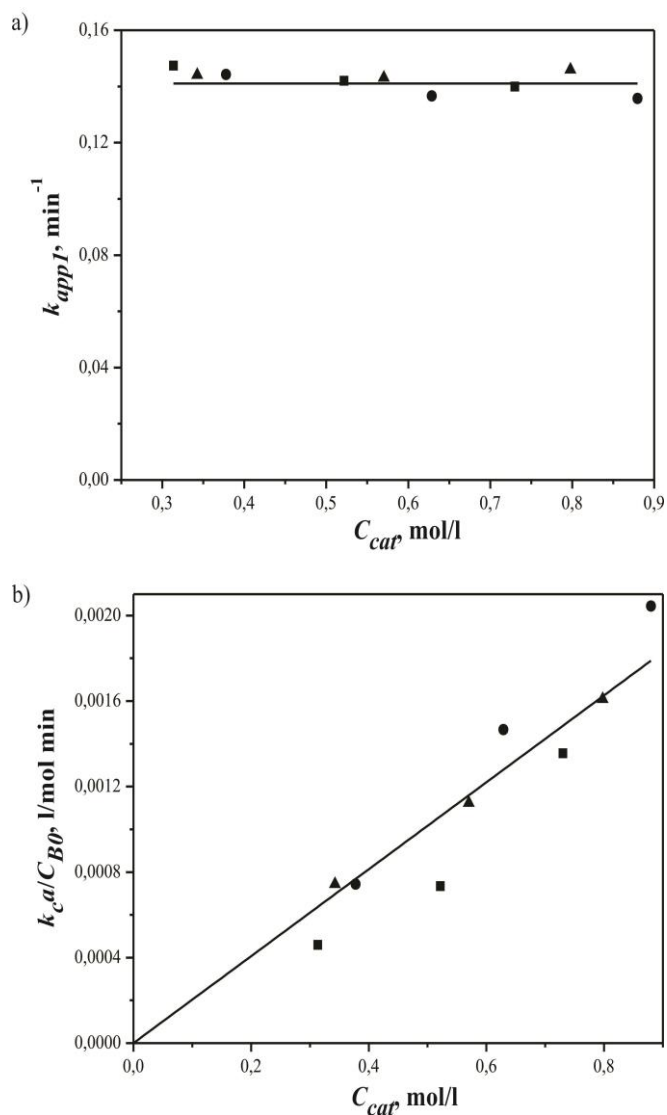 a)
0,16
0,12
0,08
0,04
0,00
k_app1, min^-1
0,3 0,4 0,5 0,6 0,7 0,8 0,9
C_cat, mol/l
b)
0,0020
0,0016
0,0012
0,0008
0,0004
0,0000
k_c a/C_B0, l/mol min
0,0 0,2 0,4 0,6 0,8
C_cat, mol/l